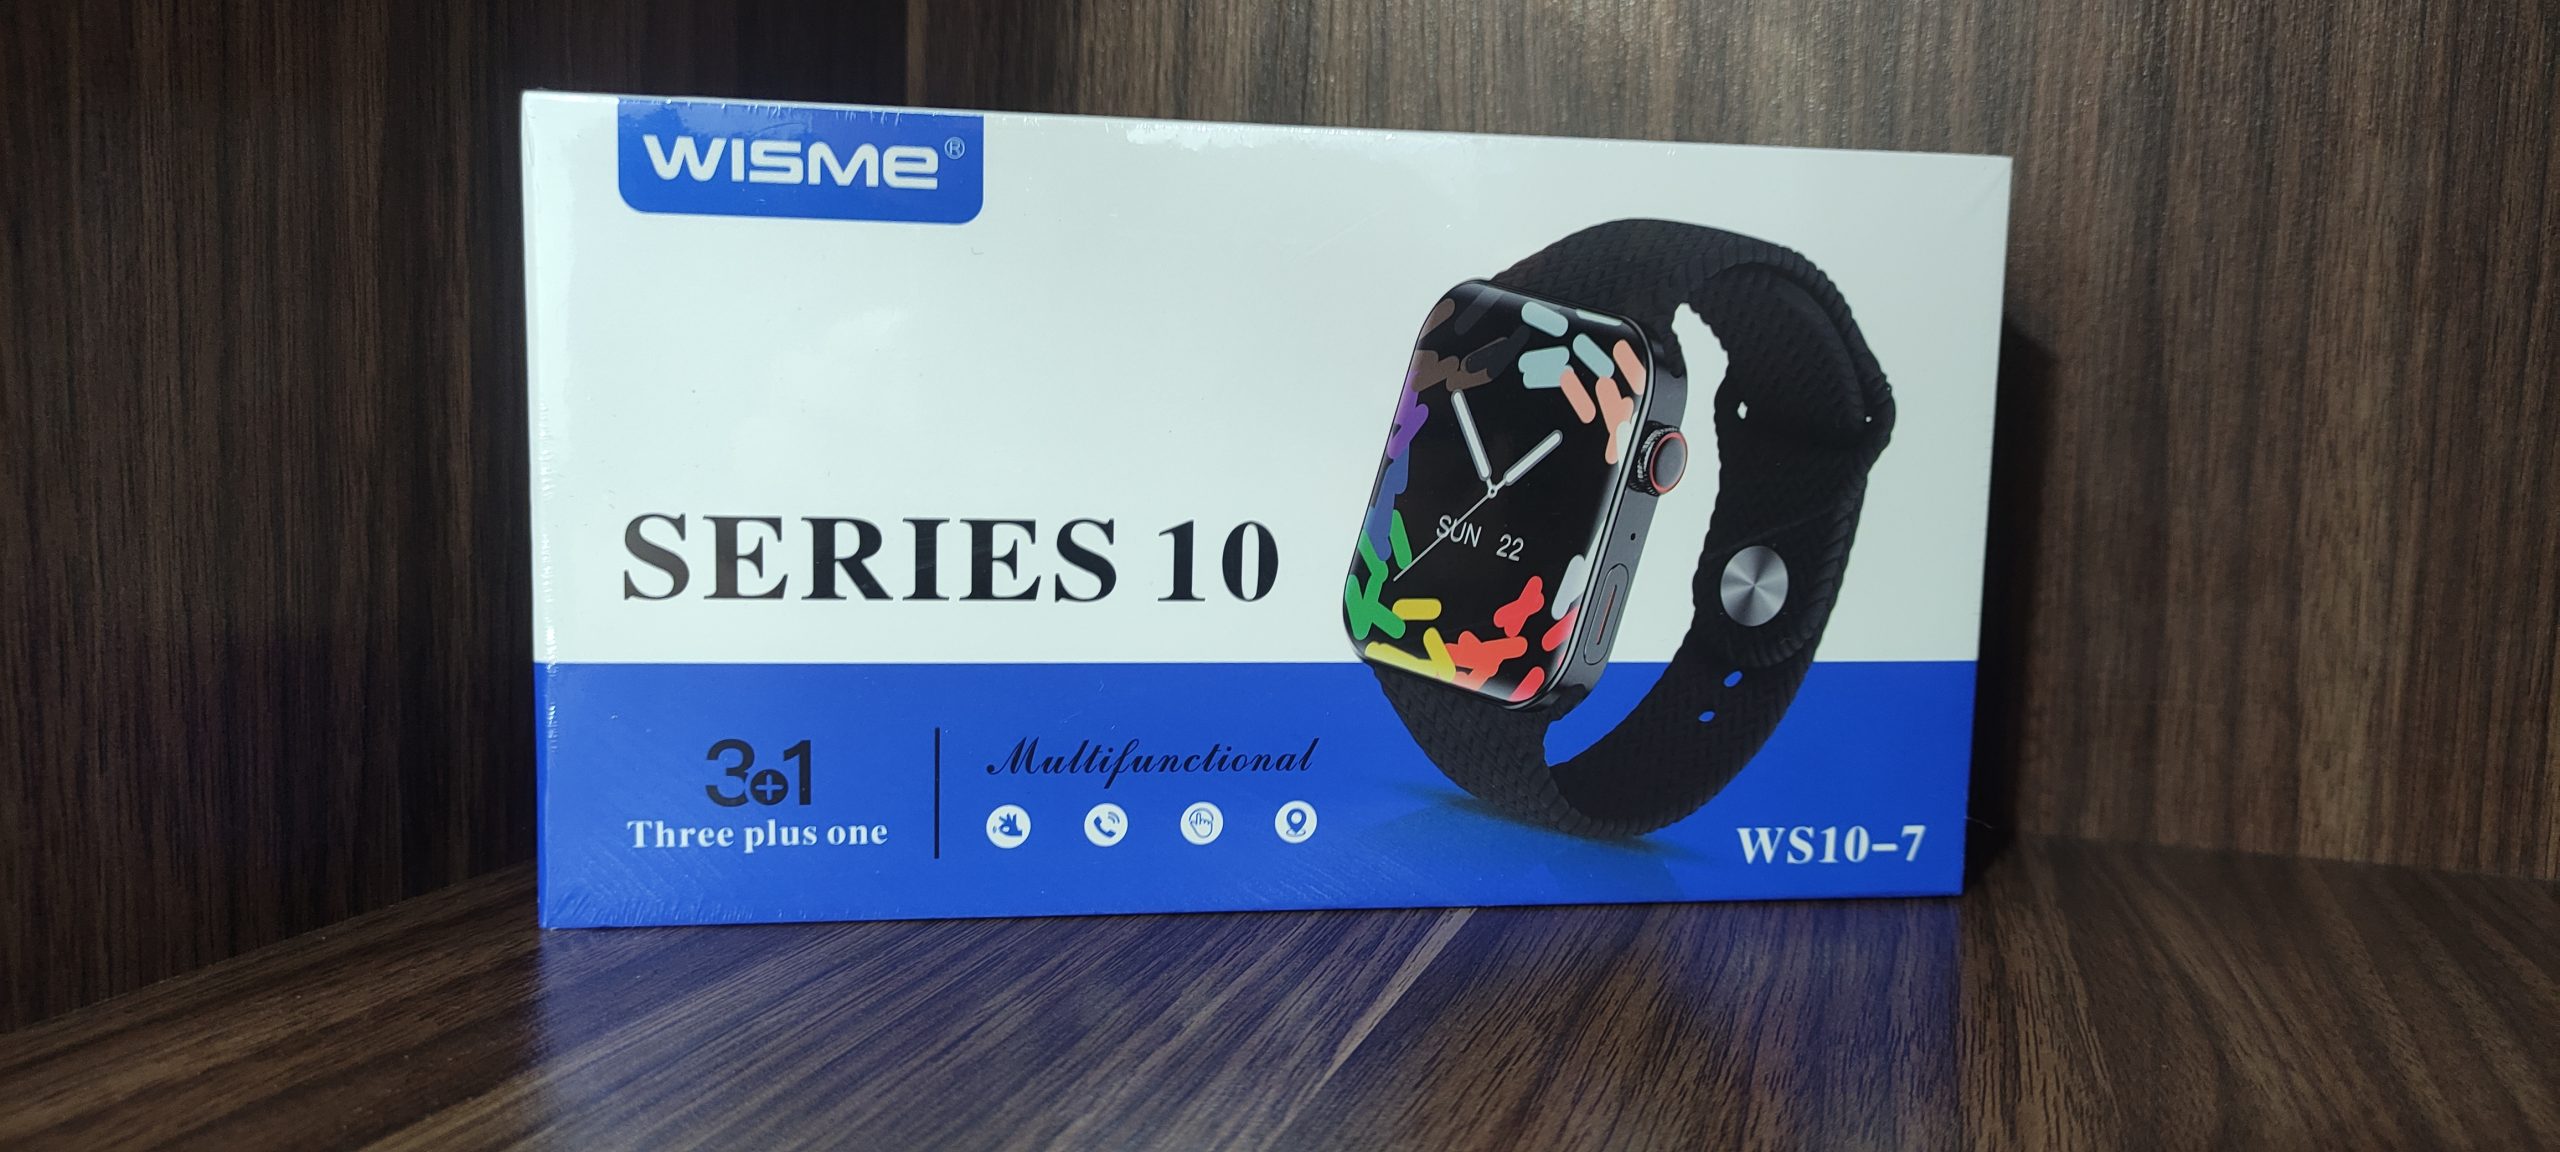 WISME®
SERIES 10
SUN 22
3+1
Three plus one
Multifunctional
WS10-7